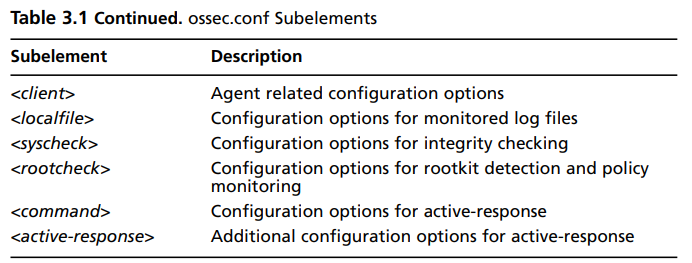 Table 3.1 Continued. ossec.conf Subelements
Subelement Description
<client> Agent related configuration options
<localfile> Configuration options for monitored log files
<syscheck> Configuration options for integrity checking
<rootcheck> Configuration options for rootkit detection and policy
monitoring
<command> Configuration options for active-response
<active-response> Additional configuration options for active-response